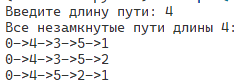 Введите длину пути: 4
Все незамкнутые пути длины 4:
0->4->3->5->1
0->4->3->5->2
0->4->5->2->1